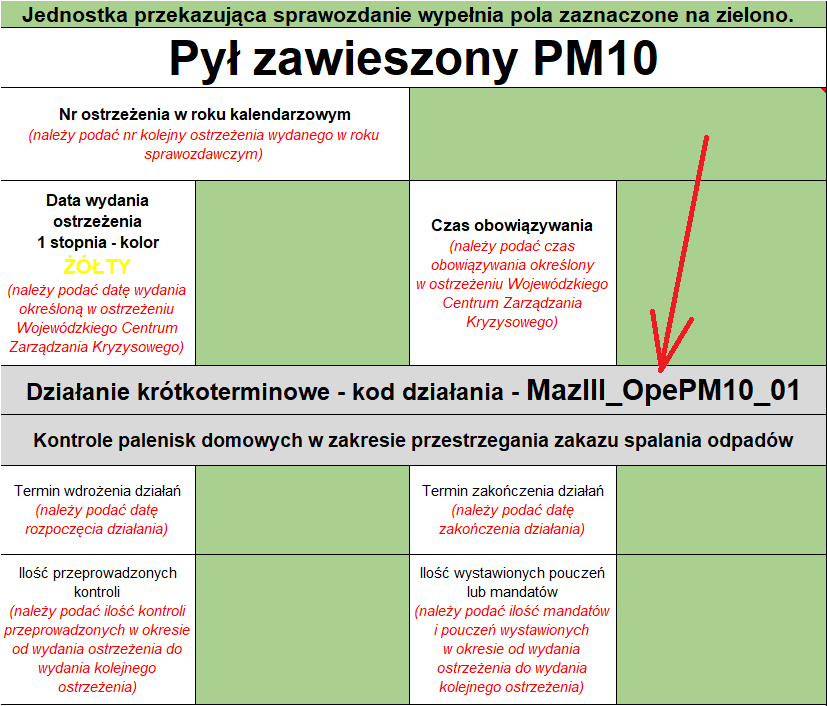 Jednostka przekazująca sprawozdanie wypełnia pola zaznaczone na zielono.
Pył zawieszony PM10
Nr ostrzeżenia w roku kalendarzowym
(należy podać nr kolejny ostrzeżenia wydanego w roku
sprawozdawczym)
Data wydania
ostrzeżenia
1 stopnia - kolor
ŻÓŁTY
(należy podać datę wydania
określoną w ostrzeżeniu
Wojewódzkiego Centrum
Zarządzania Kryzysowego)
Czas obowiązywania
(należy podać czas
obowiązywania określony
w ostrzeżeniu Wojewódzkiego
Centrum Zarządzania
Kryzysowego)
Działanie krótkoterminowe - kod działania - MazIII_OpePM10_01
Kontrole palenisk domowych w zakresie przestrzegania zakazu spalania odpadów
Termin wdrożenia działań
(należy podać datę
rozpoczęcia działania)
Termin zakończenia działań
(należy podać datę
zakończenia działania)
Ilość przeprowadzonych
kontroli
(należy podać ilość kontroli
przeprowadzonych w okresie
od wydania ostrzeżenia do
wydania kolejnego
ostrzeżenia)
Ilość wystawionych pouczeń
lub mandatów
(należy podać ilość mandatów
i pouczeń wystawionych
w okresie od wydania
ostrzeżenia do wydania
kolejnego ostrzeżenia)